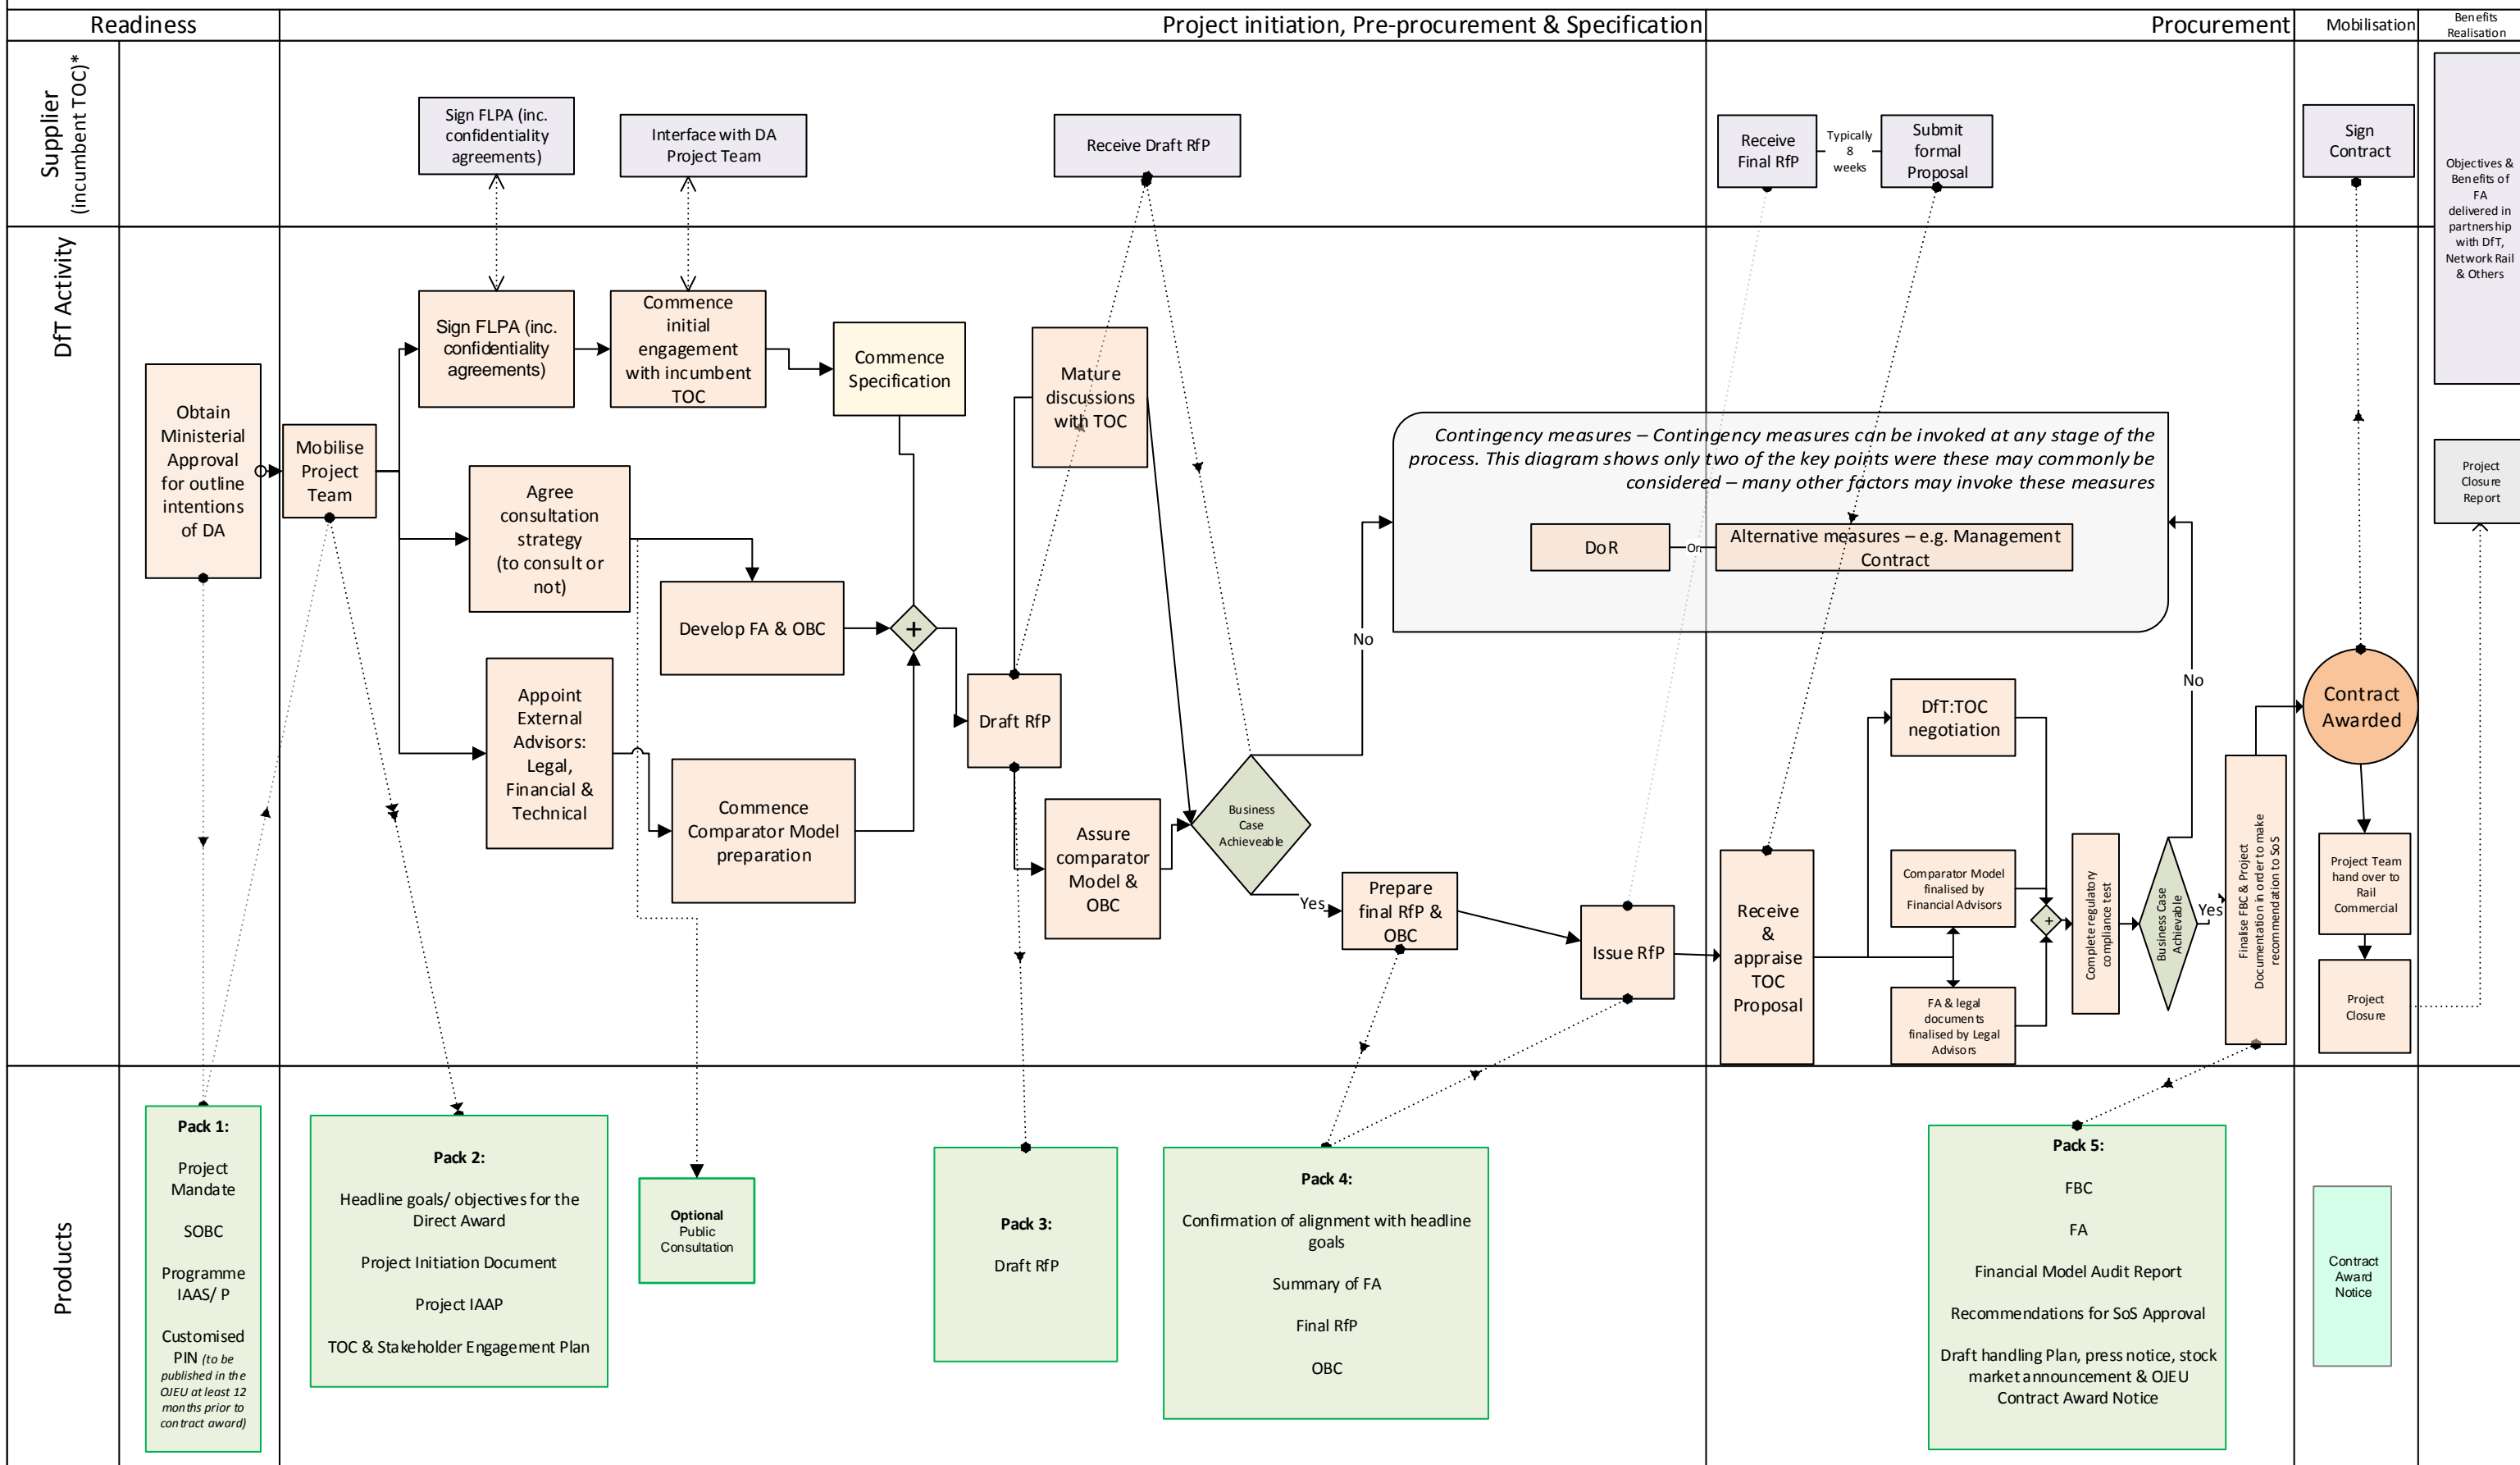 Readiness
Project initiation, Pre-procurement & Specification
Procurement
Mobilisation
Benefits
Realisation
Supplier
(incumbent TOC)*
Sign FLPA (inc.
confidentiality
agreements)
Interface with DA
Project Team
Receive Draft RfP
Receive
Final RfP
Typically
8
weeks
Submit
formal
Proposal
Sign
Contract
Objectives &
Benefits of
FA
delivered in
partnership
with DfT,
Network Rail
& Others
DfT Activity
Obtain
Ministerial
Approval
for outline
intentions
of DA
Mobilise
Project
Team
Sign FLPA (inc.
confidentiality
agreements)
Commence
initial
engagement
with incumbent
TOC
Commence
Specification
Agree
consultation
strategy
(to consult or
not)
Develop FA & OBC
+
Appoint
External
Advisors:
Legal,
Financial &
Technical
Commence
Comparator Model
preparation
Mature
discussions
with TOC
Draft RfP
Assure
comparator
Model &
OBC
Business
Case
Achieveable
No
Yes
Contingency measures – Contingency measures can be invoked at any stage of the
process. This diagram shows only two of the key points were these may commonly be
considered – many other factors may invoke these measures
DoR
Or
Alternative measures – e.g. Management
Contract
Prepare
final RfP &
OBC
Issue RfP
Receive
&
appraise
TOC
Proposal
DfT:TOC
negotiation
Comparator Model
finalised by
Financial Advisors
FA & legal
documents
finalised by Legal
Advisors
+
Complete regulatory
compliance test
Business Case
Achievable
No
Yes
Finalise FBC & Project
Documentation in order to make
recommendation to SoS
Contract
Awarded
Project Team
hand over to
Rail
Commercial
Project
Closure
Project
Closure
Report
Products
Pack 1:
Project
Mandate
SOBC
Programme
IAAS/ P
Customised
PIN (to be
published in the
OJEU at least 12
months prior to
contract award)
Pack 2:
Headline goals/ objectives for the
Direct Award
Project Initiation Document
Project IAAP
TOC & Stakeholder Engagement Plan
Optional
Public
Consultation
Pack 3:
Draft RfP
Pack 4:
Confirmation of alignment with headline
goals
Summary of FA
Final RfP
OBC
Pack 5:
FBC
FA
Financial Model Audit Report
Recommendations for SoS Approval
Draft handling Plan, press notice, stock
market announcement & OJEU
Contract Award Notice
Contract
Award
Notice